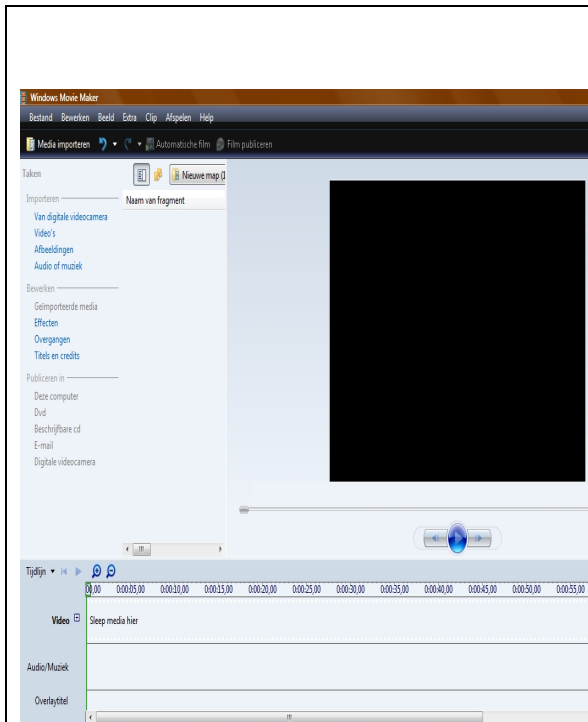 Windows Movie Maker
Bestand Bewerken Beeld Extra Clip Afspelen Help
Media importeren Automatische film Film publiceren
Taken
Nieuwe map (1
Importeren
Naam van fragment
Van digitale videocamera
Video's
Afbeeldingen
Audio of muziek
Bewerken
Geïmporteerde media
Effecten
Overgangen
Titels en credits
Publiceren in
Deze computer
Dvd
Beschrijfbare cd
E-mail
Digitale videocamera
Tijdlijn
00,00 0:00:05,00 0:00:10,00 0:00:15,00 0:00:20,00 0:00:25,00 0:00:30,00 0:00:35,00 0:00:40,00 0:00:45,00 0:00:50,00 0:00:55,00
Video Sleep media hier
Audio/Muziek
Overlaytitel